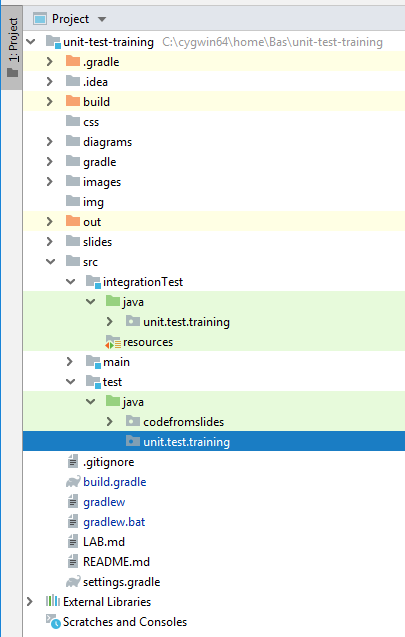 1: Project
Project
unit-test-training C:\cygwin64\home\Bas\unit-test-training
.gradle
.idea
build
css
diagrams
gradle
images
img
out
slides
src
integrationTest
java
unit.test.training
resources
main
test
java
codefromslides
unit.test.training
.gitignore
build.gradle
gradlew
gradlew.bat
LAB.md
README.md
settings.gradle
External Libraries
Scratches and Consoles